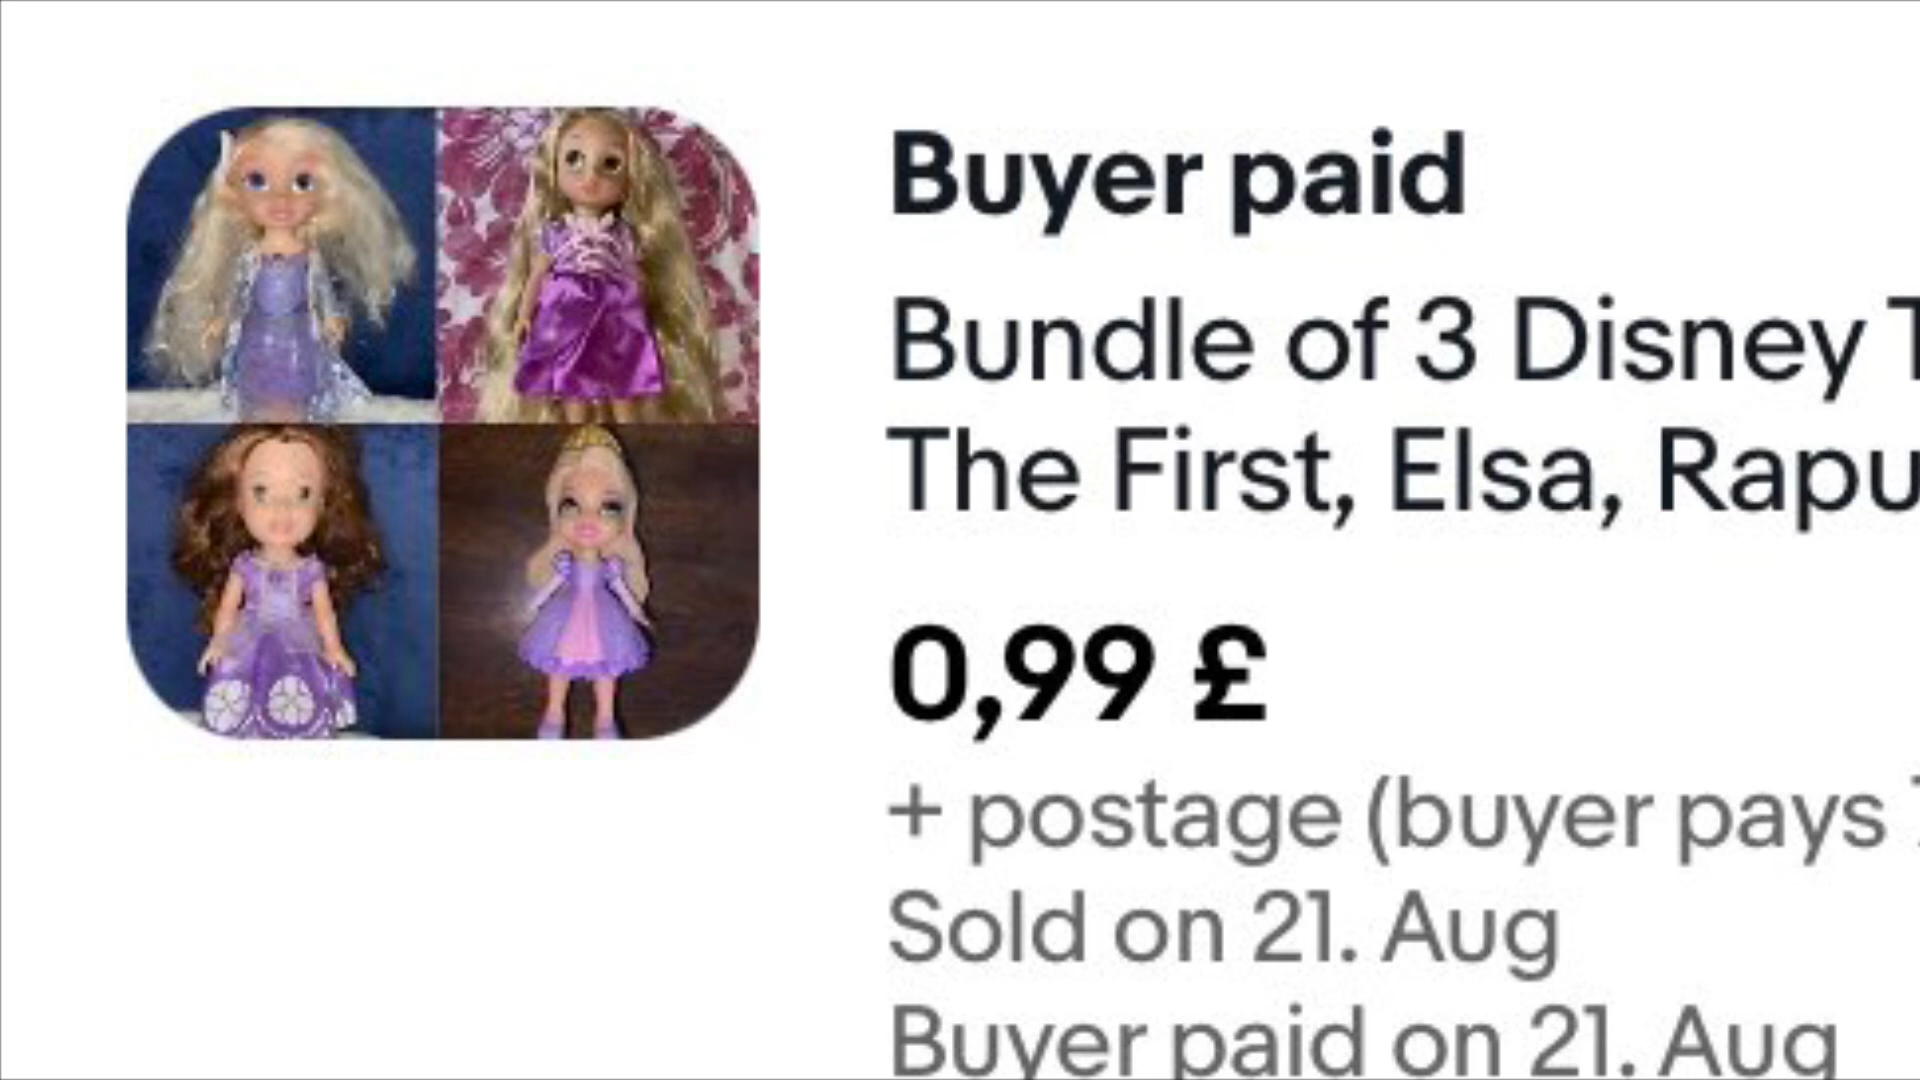 Buyer paid
Bundle of 3 Disney
The First, Elsa,
0,99 £
+ postage (buyer pays
Sold on 21. Aug
Buyer paid on 21. Aug